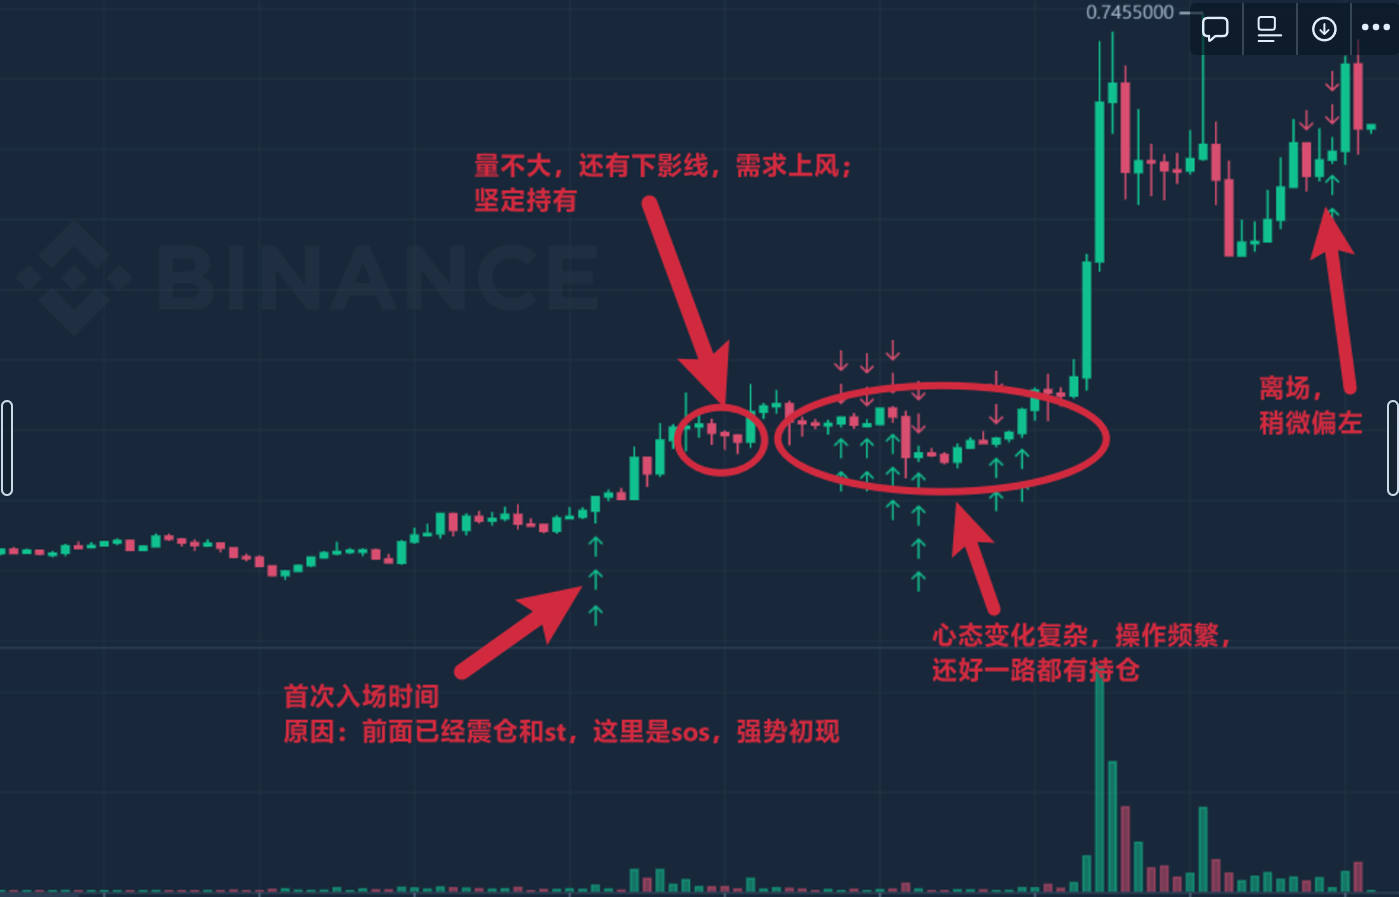 0.7455000
量不大，还有下影线，需求上风；
坚定持有
BINANCE
离场，
稍微偏左
心态变化复杂，操作频繁，
还好一路都有持仓
首次入场时间
原因：前面已经震仓和st，这里是sos，强势初现